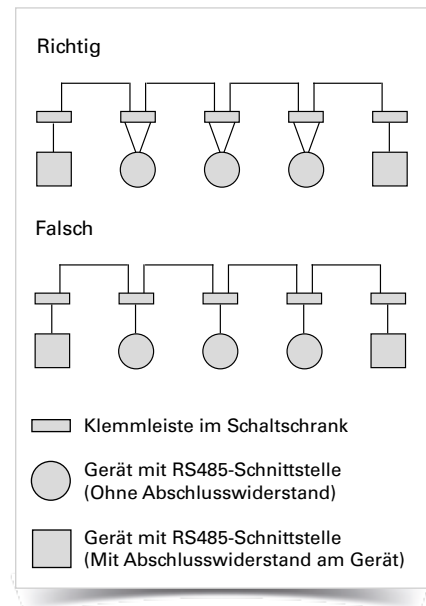 Richtig
Falsch
Klemmleiste im Schaltschrank
Gerät mit RS485-Schnittstelle
(Ohne Abschlusswiderstand)
Gerät mit RS485-Schnittstelle
(Mit Abschlusswiderstand am Gerät)